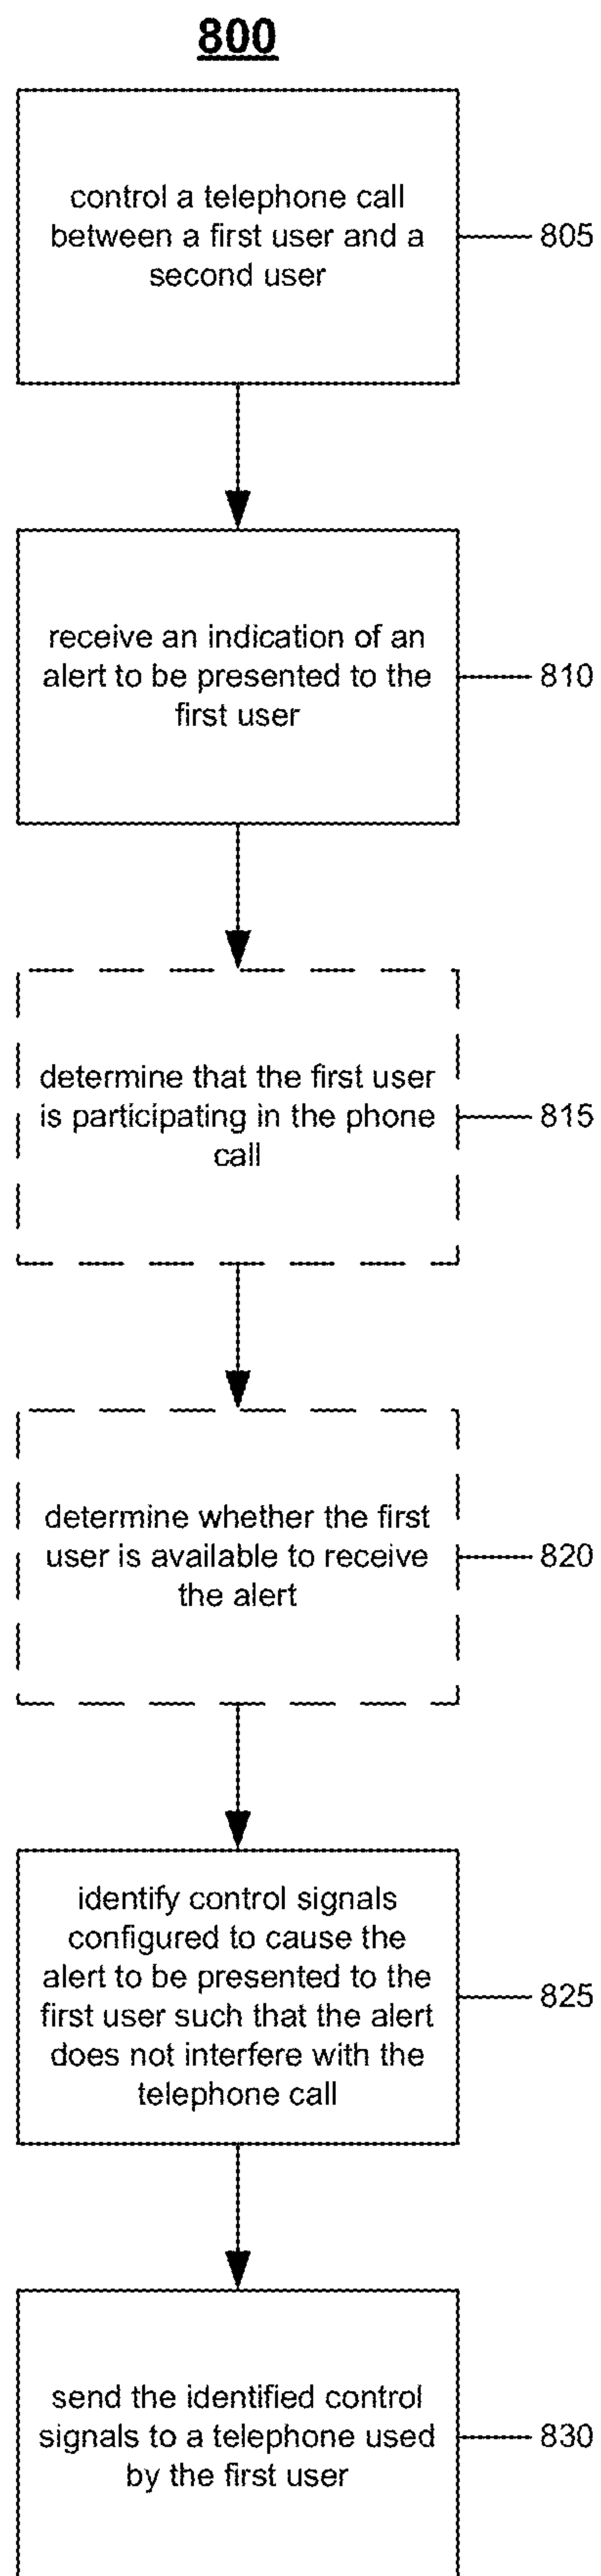 800
control a telephone call
between a first user and a
second user
805
receive an indication of an
alert to be presented to the
first user
810
determine that the first user
is participating in the phone
call
815
determine whether the first
user is available to receive
the alert
820
identify control signals
configured to cause the
alert to be presented to the
first user such that the alert
does not interfere with the
telephone call
825
send the identified control
signals to a telephone used
by the first user
830